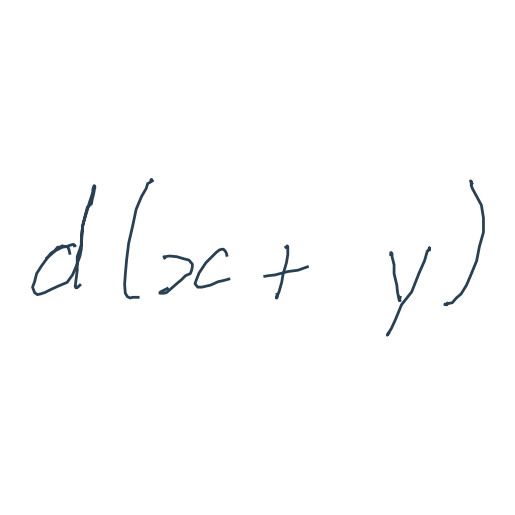 d(x + y)